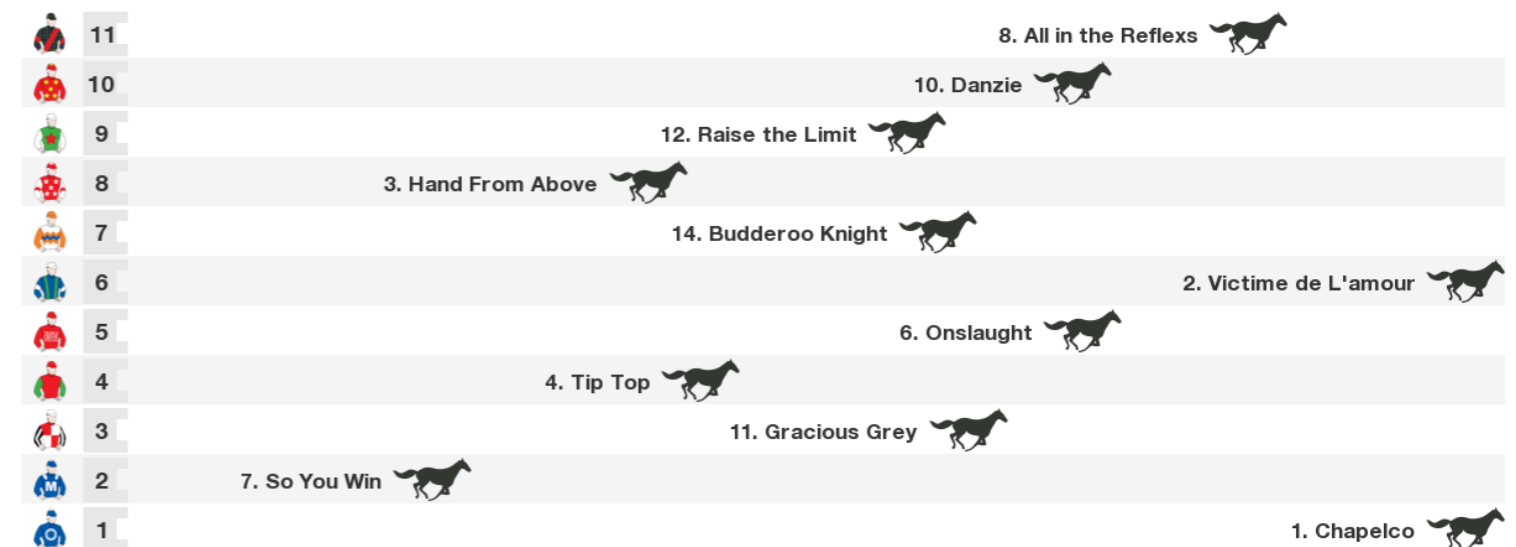 11 8. All in the Reflexs
10 10. Danzie
9 12. Raise the Limit
8 3. Hand From Above
7 14. Budderoo Knight
6 2. Victime de L'amour
5 6. Onslaught
4 4. Tip Top
3 11. Gracious Grey
M 2 7. So You Win
1 1. Chapelco